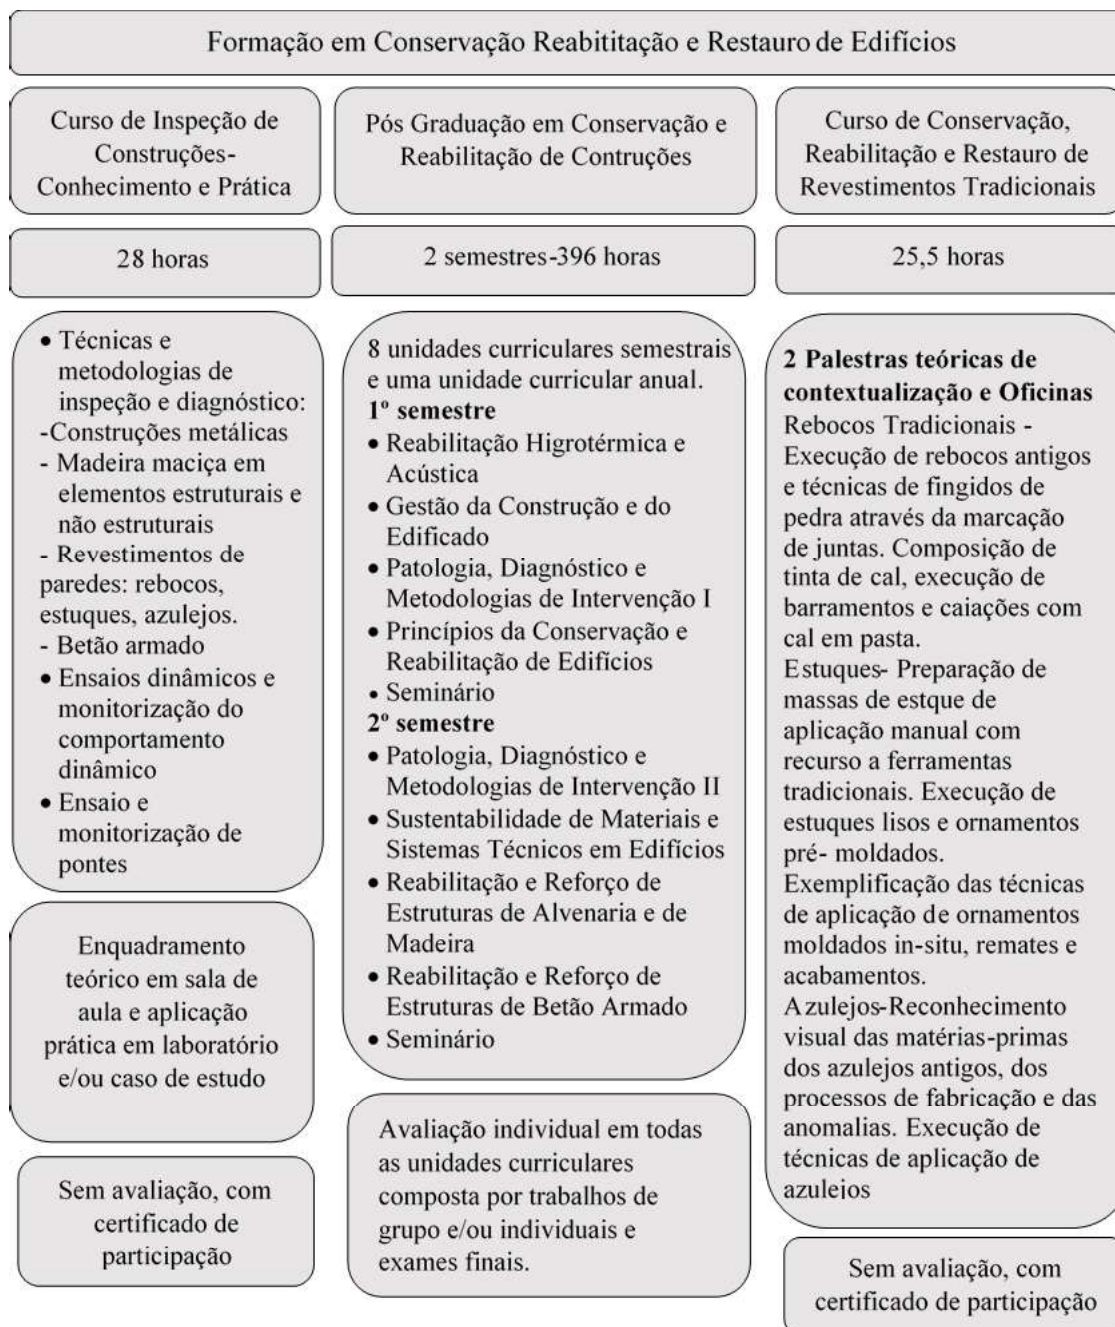 Formação em Conservação Reabititação e Restauro de Edifícios
Curso de Inspeção de
Construções-
Conhecimento e Prática
28 horas
• Técnicas e
metodologias de
inspeção e diagnóstico:
-Construções metálicas
- Madeira maciça em
elementos estruturais e
não estruturais
- Revestimentos de
paredes: rebocos,
estuques, azulejos.
- Betão armado
• Ensaios dinâmicos e
monitorização do
comportamento
dinâmico
• Ensaio e
monitorização de
pontes
Enquadramento
teórico em sala de
aula e aplicação
prática em laboratório
e/ou caso de estudo
Sem avaliação, com
certificado de
participação
Pós Graduação em Conservação e
Reabilitação de Contruções
2 semestres-396 horas
8 unidades curriculares semestrais
e uma unidade curricular anual.
1º semestre
• Reabilitação Higrotérmica e
Acústica
• Gestão da Construção e do
Edificado
• Patologia, Diagnóstico e
Metodologias de Intervenção I
• Princípios da Conservação e
Reabilitação de Edifícios
• Seminário
2º semestre
• Patologia, Diagnóstico e
Metodologias de Intervenção II
• Sustentabilidade de Materiais e
Sistemas Técnicos em Edifícios
• Reabilitação e Reforço de
Estruturas de Alvenaria e de
Madeira
• Reabilitação e Reforço de
Estruturas de Betão Armado
• Seminário
Avaliação individual em todas
as unidades curriculares
composta por trabalhos de
grupo e/ou individuais e
exames finais.
Curso de Conservação,
Reabilitação e Restauro de
Revestimentos Tradicionais
25,5 horas
2 Palestras teóricas de
contextualização e Oficinas
Rebocos Tradicionais -
Execução de rebocos antigos
e técnicas de fingidos de
pedra através da marcação
de juntas. Composição de
tinta de cal, execução de
barramentos e caiações com
cal em pasta.
Estuques- Preparação de
massas de estque de
aplicação manual com
recurso a ferramentas
tradicionais. Execução de
estuques lisos e ornamentos
pré- moldados.
Exemplificação das técnicas
de aplicação de ornamentos
moldados in-situ, remates e
acabamentos.
Azulejos-Reconhecimento
visual das matérias-primas
dos azulejos antigos, dos
processos de fabricação e das
anomalias. Execução de
técnicas de aplicação de
azulejos
Sem avaliação, com
certificado de participação